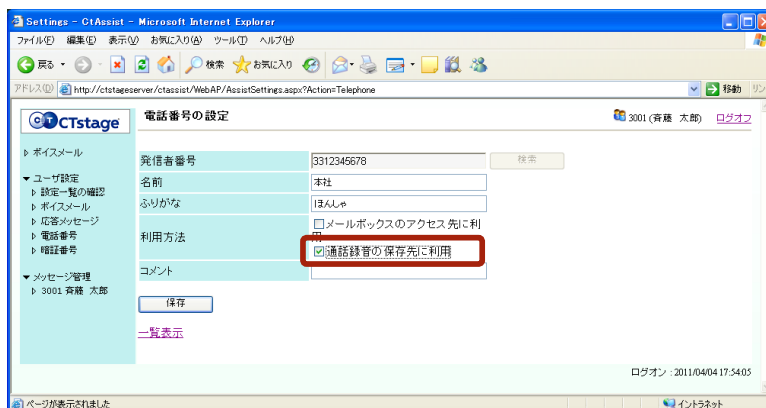 Settings - CtAssist - Microsoft Internet Explorer
ファイル(F) 編集(E) 表示(V) お気に入り(A) ツール(T) ヘルプ(H)
戻る 検索 お気に入り
アドレス(D) http://ctstageserver/ctassist/WebAP/AssistSettings.aspx?Action=Telephone 移動 リン
CTstage 電話番号の設定 3001 (斉藤 太郎) ログオフ
ボイスメール
発信者番号 3312345678 検索
ユーザ設定 名前 本社
設定一覧の確認
ボイスメール ふりがな ほんしゃ
応答メッセージ
電話番号 利用方法 メールボックスのアクセス先に利
用
暗証番号 通話録音の保存先に利用
メッセージ管理 コメント
3001 斉藤 太郎
保存
一覧表示
ログオン : 2011/04/04 17:54:05
ページが表示されました イントラネット